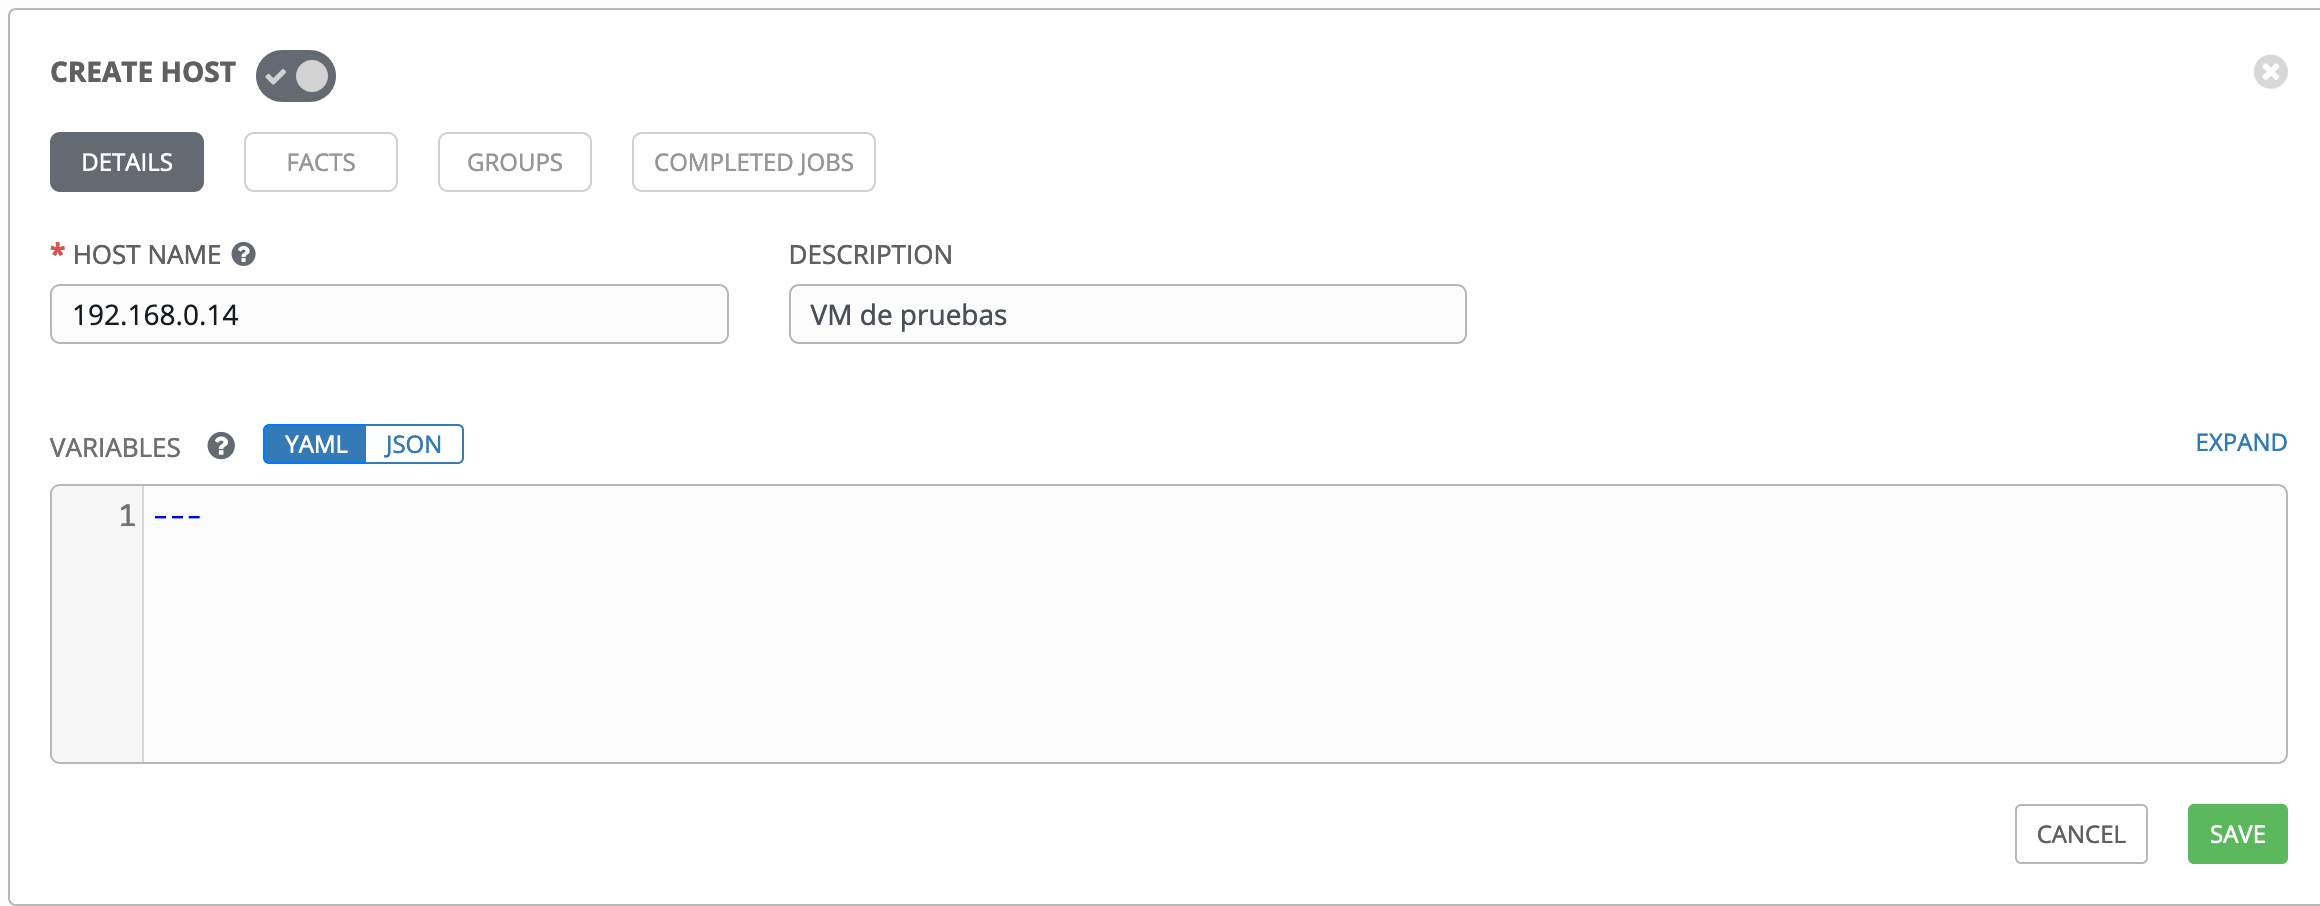 CREATE HOST
DETAILS FACTS GROUPS COMPLETED JOBS
* HOST NAME ? DESCRIPTION
192.168.0.14 VM de pruebas
VARIABLES ? YAML JSON EXPAND
1 ---
CANCEL SAVE